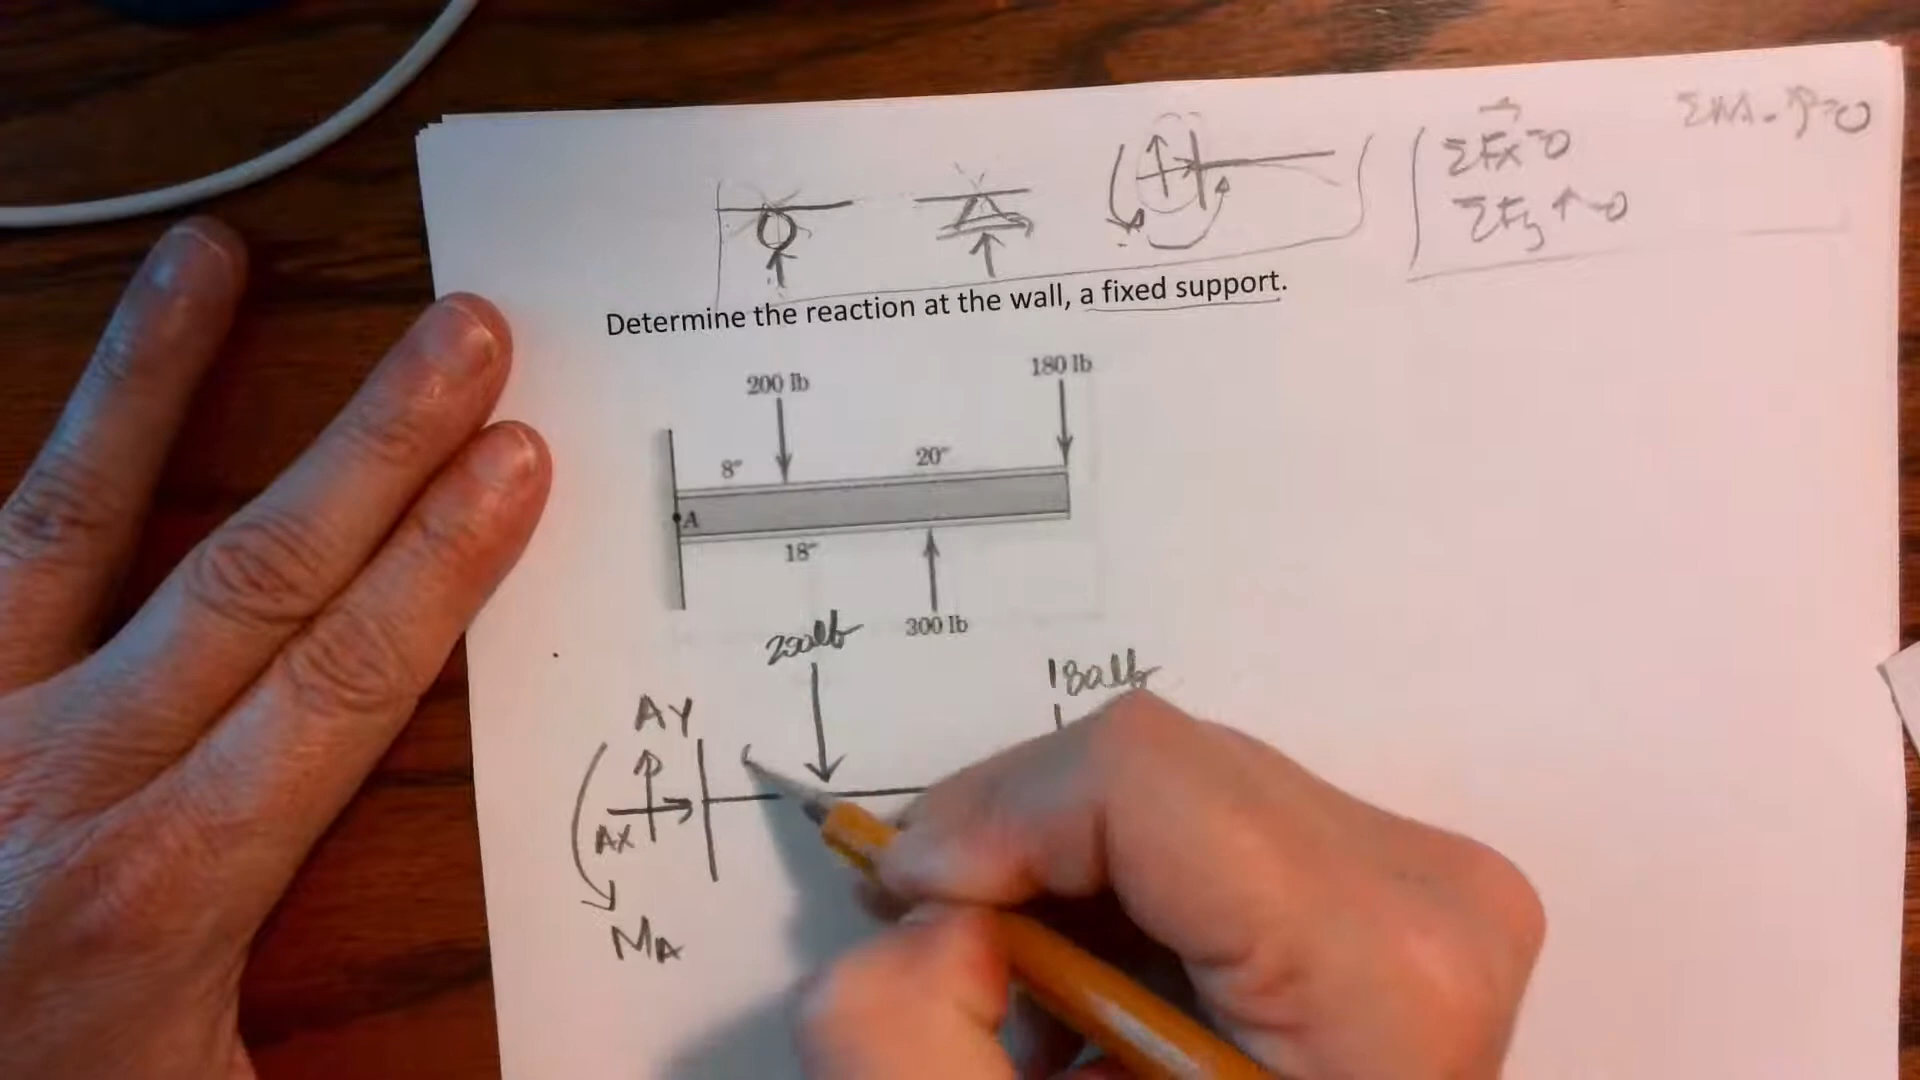 ΣFx=0
ΣM.↑=0
ΣFy↑=0
Determine the reaction at the wall, a fixed support.
200 lb
180 lb
8"
20"
A
18"
300 lb
200lb
180lb
AY
AX
MA